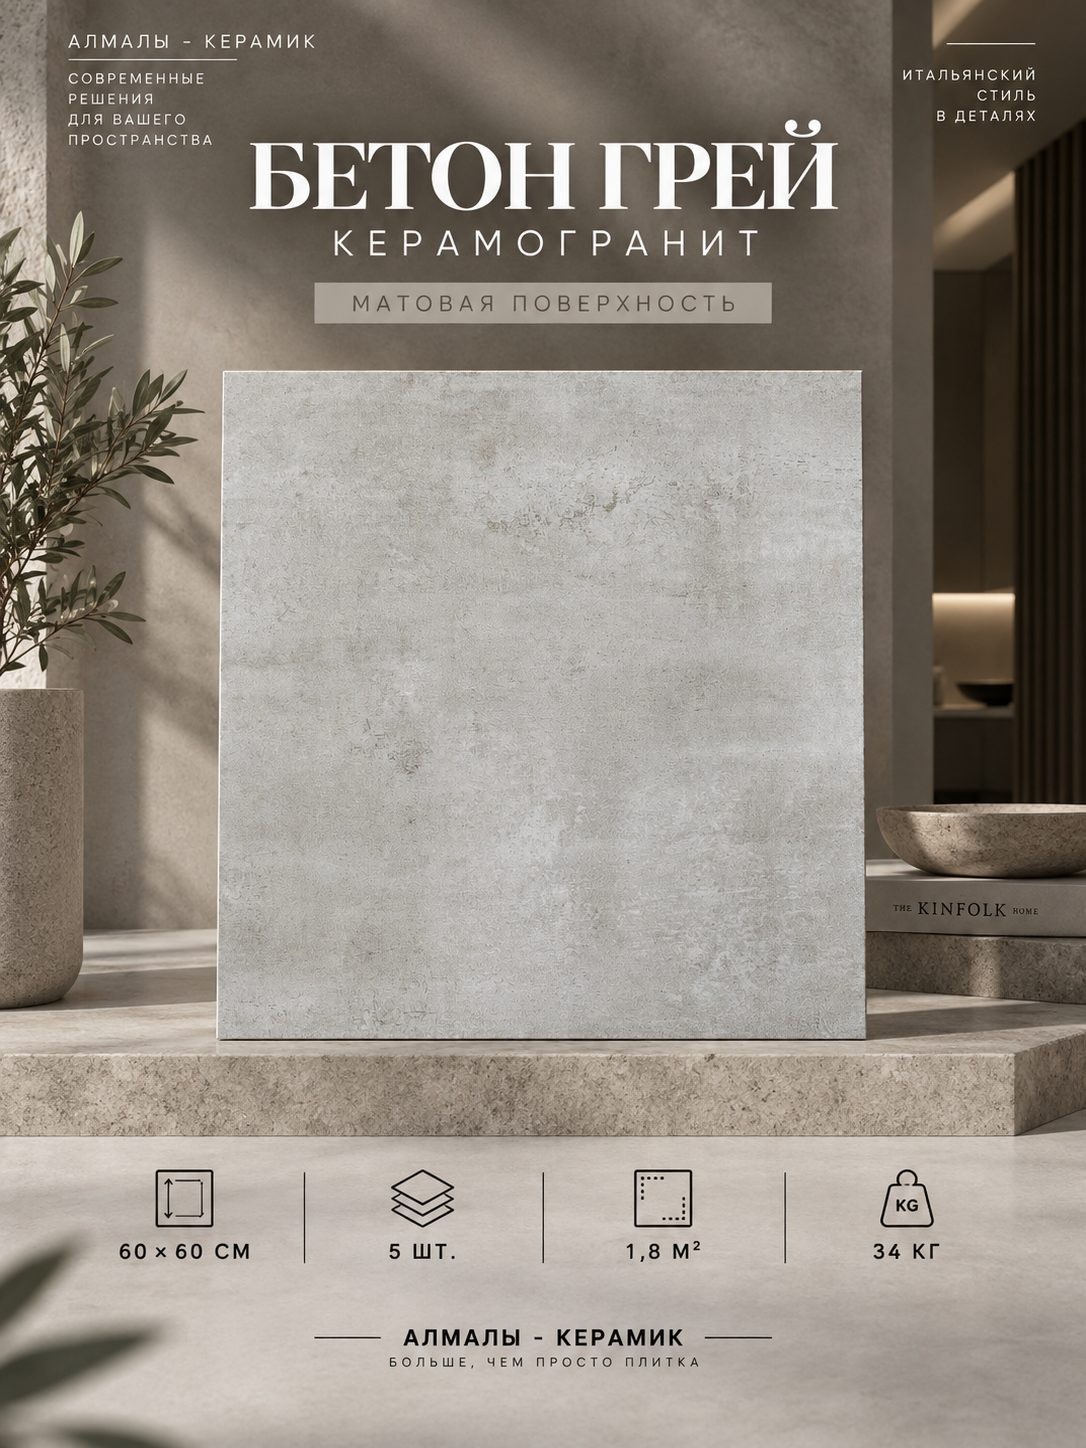 АЛМАЛЫ - КЕРАМИК
СОВРЕМЕННЫЕ
РЕШЕНИЯ
ДЛЯ ВАШЕГО
ПРОСТРАНСТВА
ИТАЛЬЯНСКИЙ
СТИЛЬ
В ДЕТАЛЯХ
БЕТОН ГРЕЙ
КЕРАМОГРАНИТ
МАТОВАЯ ПОВЕРХНОСТЬ
THE KINFOLK HOME
KG
60 × 60 СМ
5 ШТ.
1,8 М²
34 КГ
АЛМАЛЫ - КЕРАМИК
БОЛЬШЕ, ЧЕМ ПРОСТО ПЛИТКА